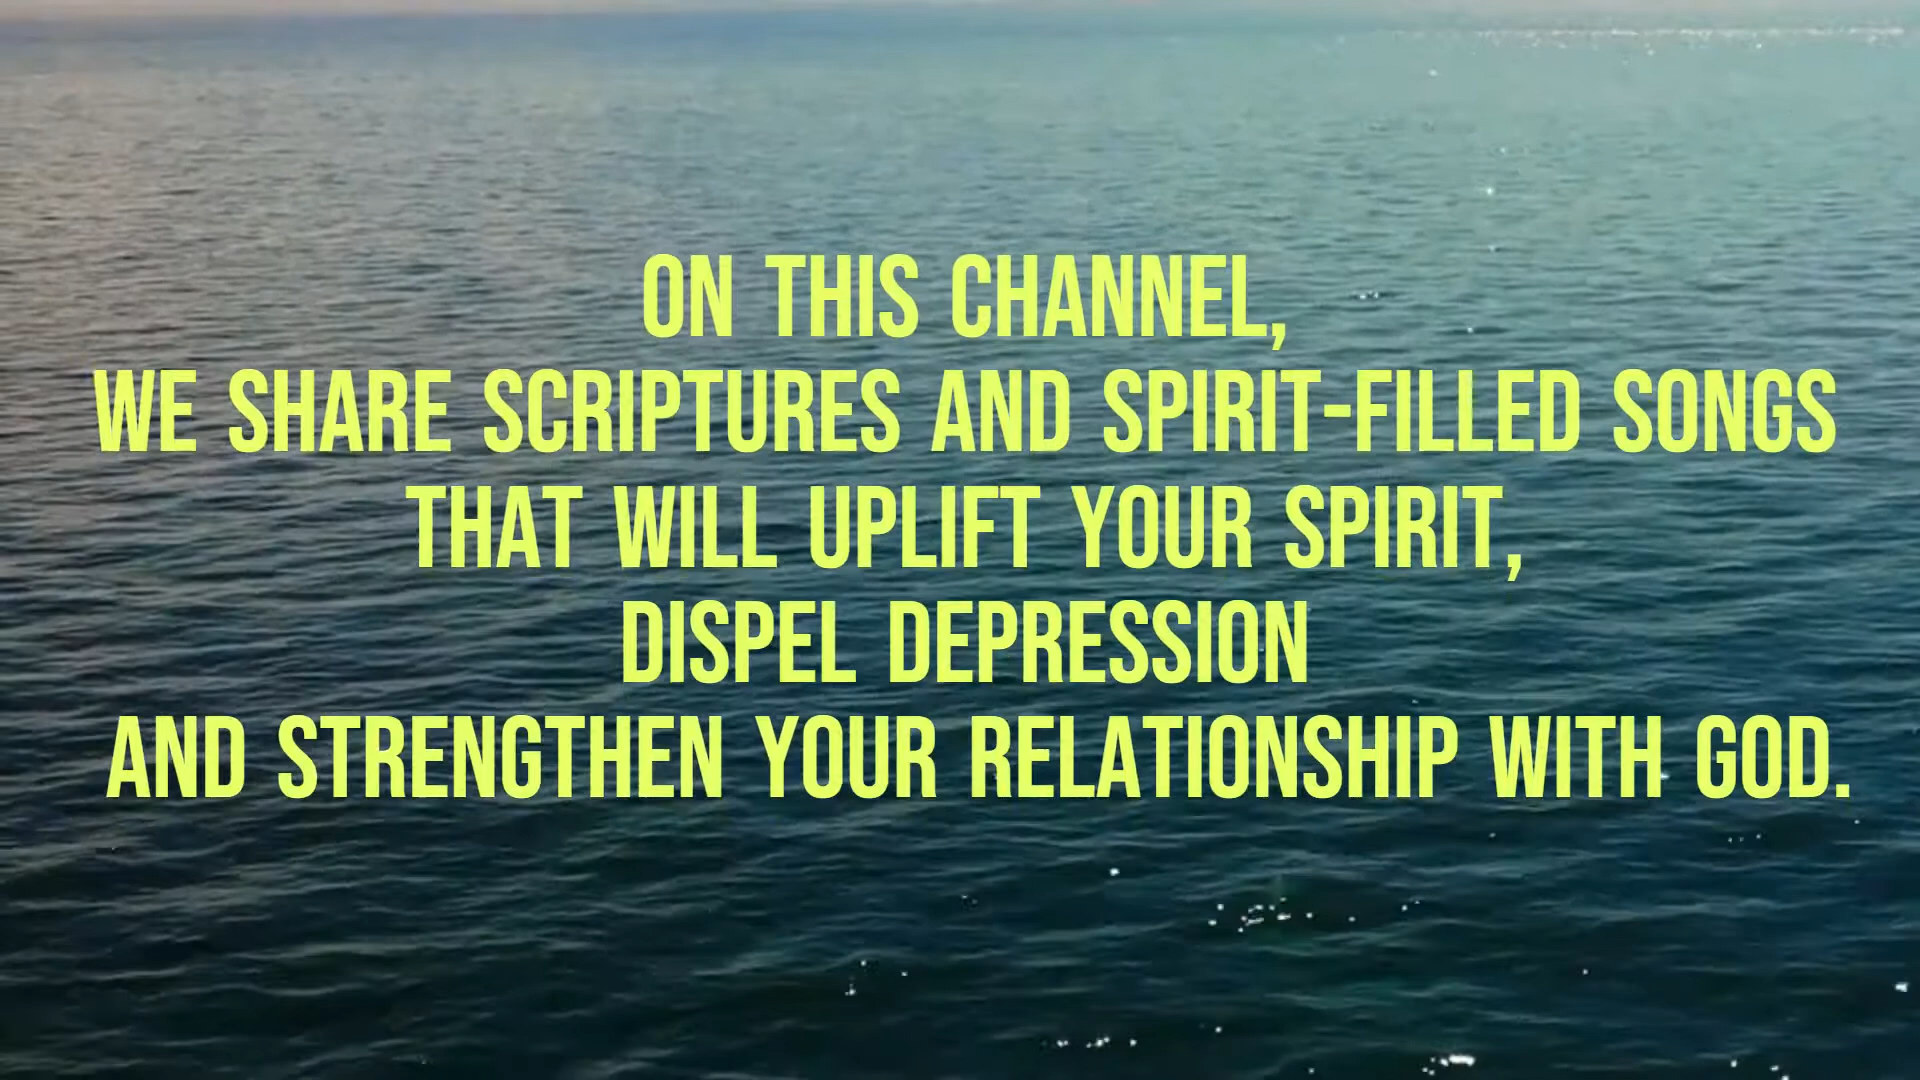 ON THIS CHANNEL,
WE SHARE SCRIPTURES AND SPIRIT-FILLED SONGS
THAT WILL UPLIFT YOUR SPIRIT,
DISPEL DEPRESSION
AND STRENGTHEN YOUR RELATIONSHIP WITH GOD.